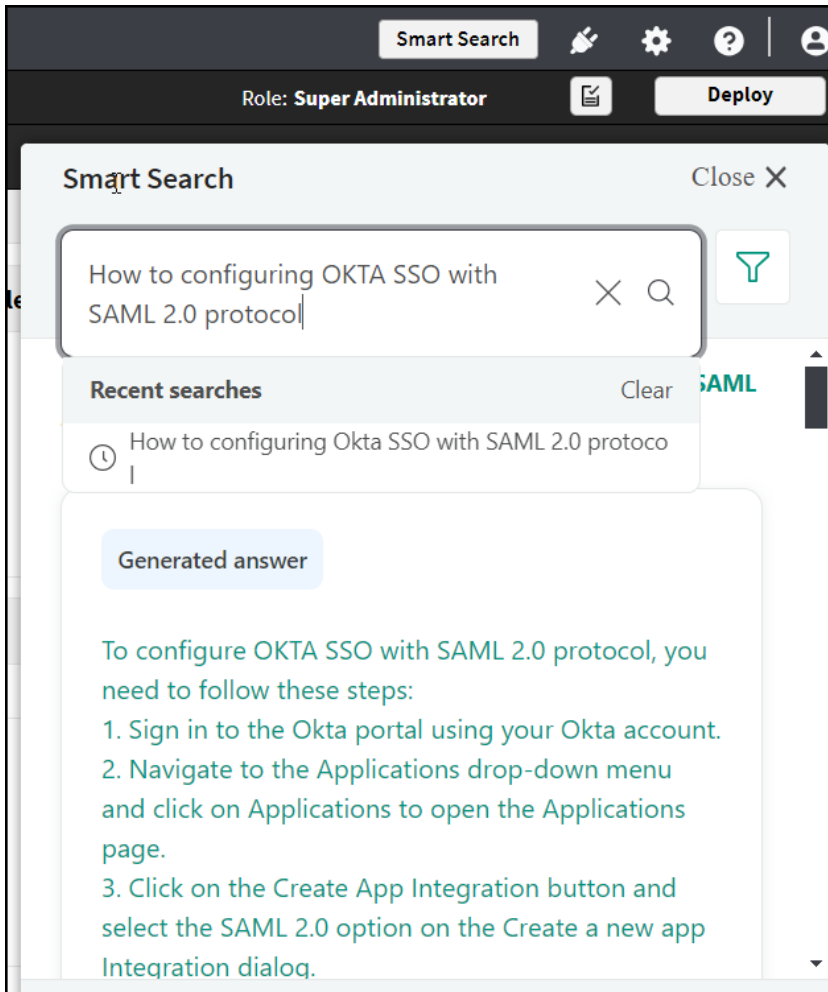 Smart Search
Role: Super Administrator
Deploy
Smart Search
Close
How to configuring OKTA SSO with
SAML 2.0 protocol
le
Recent searches
Clear
SAML
How to configuring Okta SSO with SAML 2.0 protoco
l
Generated answer
To configure OKTA SSO with SAML 2.0 protocol, you
need to follow these steps:
1. Sign in to the Okta portal using your Okta account.
2. Navigate to the Applications drop-down menu
and click on Applications to open the Applications
page.
3. Click on the Create App Integration button and
select the SAML 2.0 option on the Create a new app
Integration dialog.